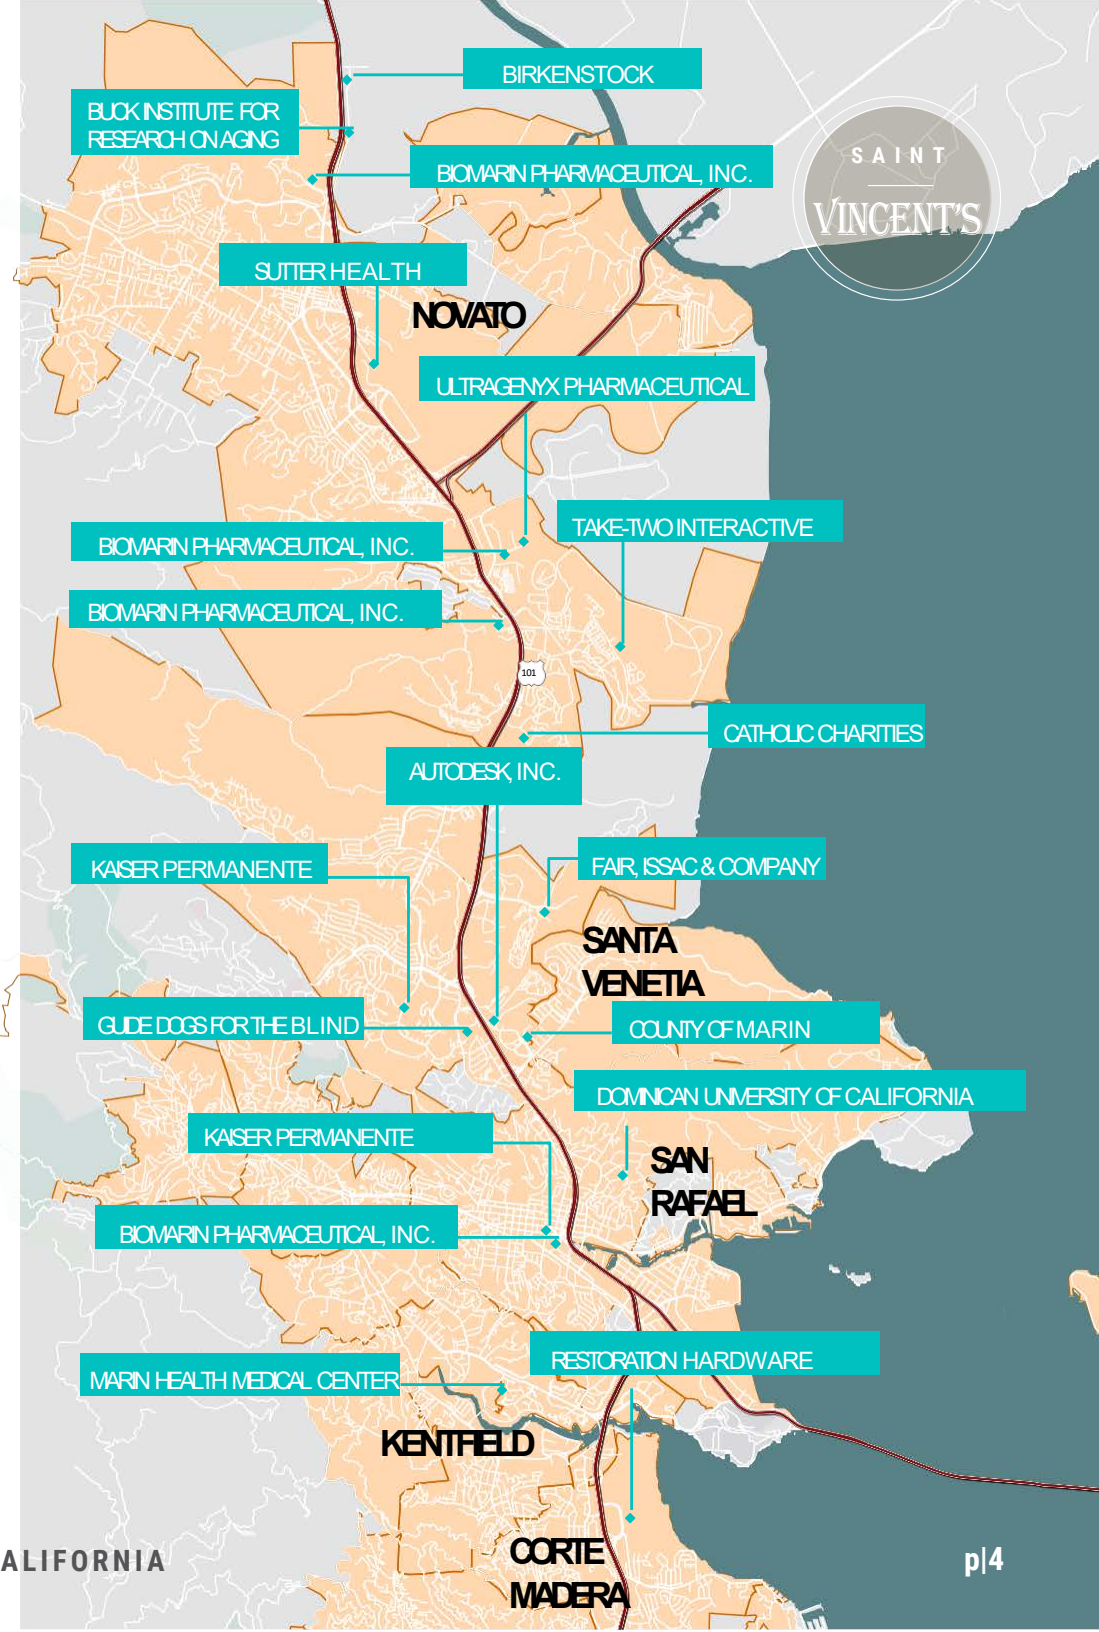 BIRKENSTOCK
BUCK INSTITUTE FOR
RESEARCH ON AGING
SAINT
VINCENT'S
BIOMARIN PHARMACEUTICAL, INC.
SUTTER HEALTH
NOVATO
ULTRAGENYX PHARMACEUTICAL
TAKE-TWO INTERACTIVE
BIOMARIN PHARMACEUTICAL, INC.
BIOMARIN PHARMACEUTICAL, INC.
101
CATHOLIC CHARITIES
AUTODESK, INC.
FAIR, ISSAC & COMPANY
KAISER PERMANENTE
SANTA
VENETIA
GUIDE DOGS FOR THE BLIND
COUNTY OF MARIN
DOMINICAN UNIVERSITY OF CALIFORNIA
KAISER PERMANENTE
SAN
RAFAEL
BIOMARIN PHARMACEUTICAL, INC.
RESTORATION HARDWARE
MARIN HEALTH MEDICAL CENTER
KENTFIELD
CORTE
MADERA
ALIFORNIA
p|4